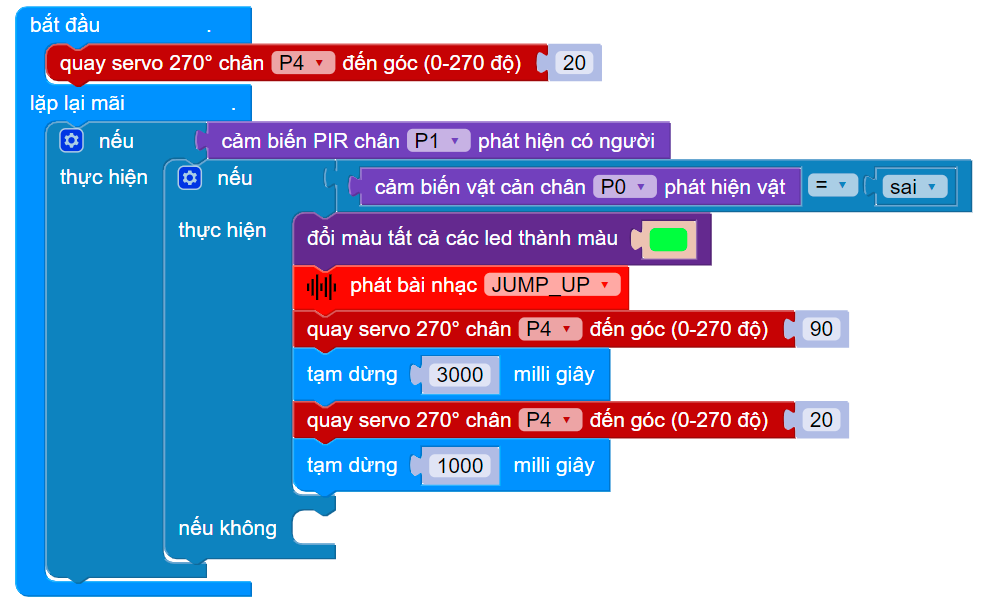 bắt đầu .
quay servo 270° chân P4 đến góc (0-270 độ) 20
lặp lại mãi .
nếu cảm biến PIR chân P1 phát hiện có người
thực hiện nếu cảm biến vật cản chân P0 phát hiện vật = sai
thực hiện đổi màu tất cả các led thành màu
phát bài nhạc JUMP_UP
quay servo 270° chân P4 đến góc (0-270 độ) 90
tạm dừng 3000 milli giây
quay servo 270° chân P4 đến góc (0-270 độ) 20
tạm dừng 1000 milli giây
nếu không